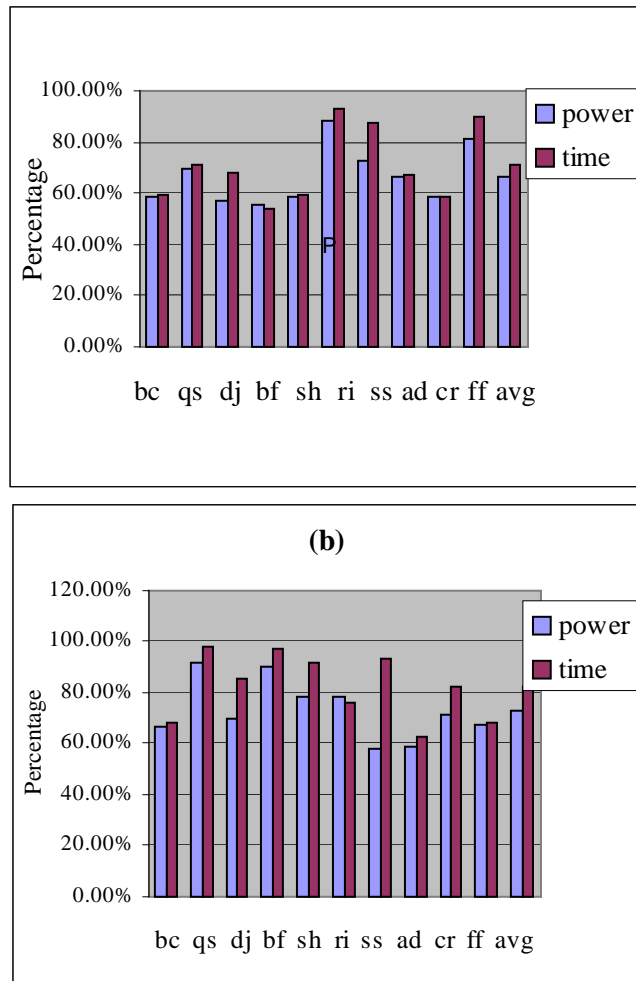 100.00%
80.00%
60.00%
40.00%
20.00%
0.00%
Percentage
P
bc qs dj bf sh ri ss ad cr ff avg
power
time
(b)
120.00%
100.00%
80.00%
60.00%
40.00%
20.00%
0.00%
Percentage
bc qs dj bf sh ri ss ad cr ff avg
power
time